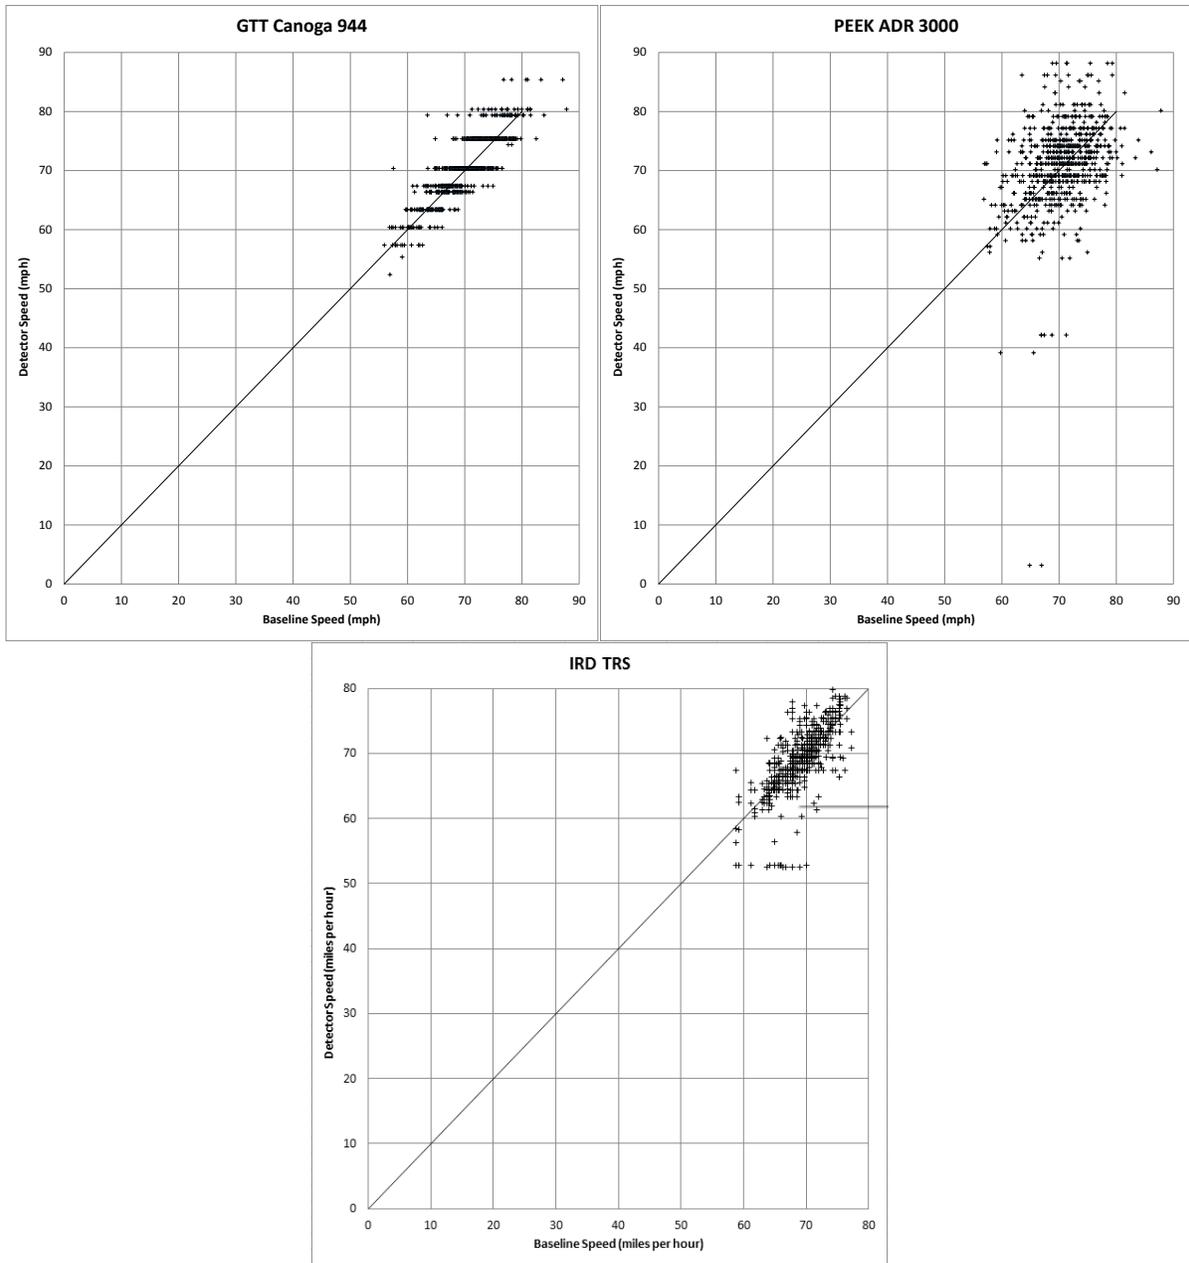 GTT Canoga 944
90
80
70
60
50
40
30
20
10
0
Detector Speed (mph)
0 10 20 30 40 50 60 70 80 90
Baseline Speed (mph)
PEEK ADR 3000
90
80
70
60
50
40
30
20
10
0
Detector Speed (mph)
0 10 20 30 40 50 60 70 80 90
Baseline Speed (mph)
IRD TRS
80
70
60
50
40
30
20
10
0
Detector Speed (miles per hour)
0 10 20 30 40 50 60 70 80
Baseline Speed (miles per hour)